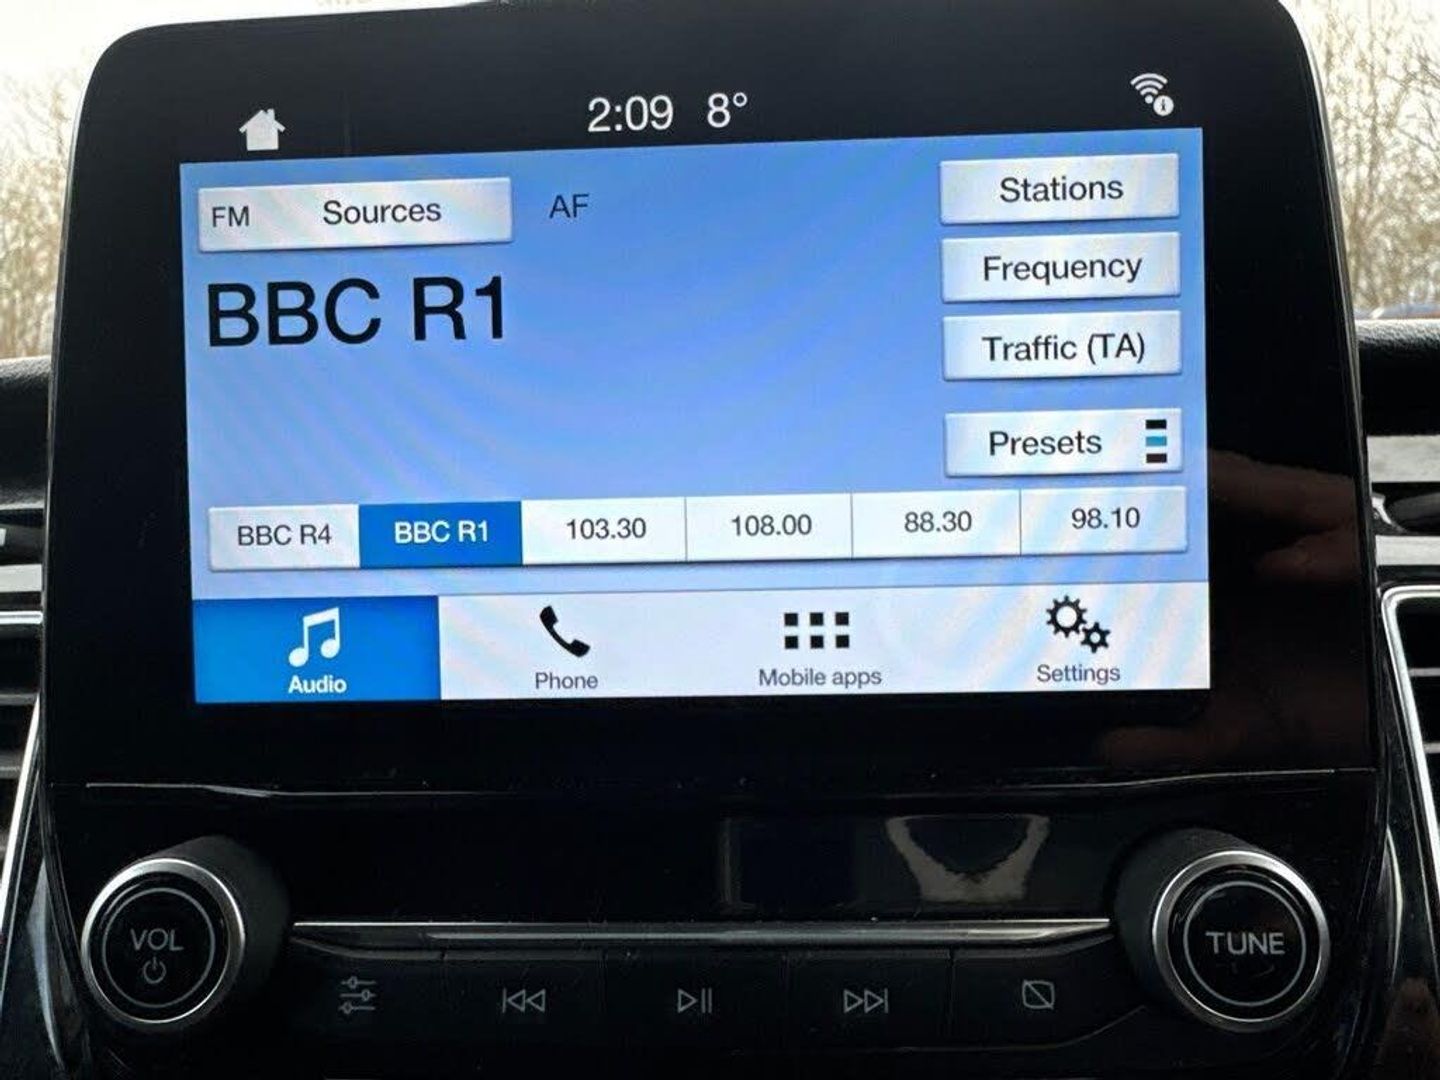 2:09 8°
FM Sources
AF
Stations
BBC R1
Frequency
Traffic (TA)
Presets
BBC R4
BBC R1
103.30
108.00
88.30
98.10
Audio
Phone
Mobile apps
Settings
VOL
TUNE